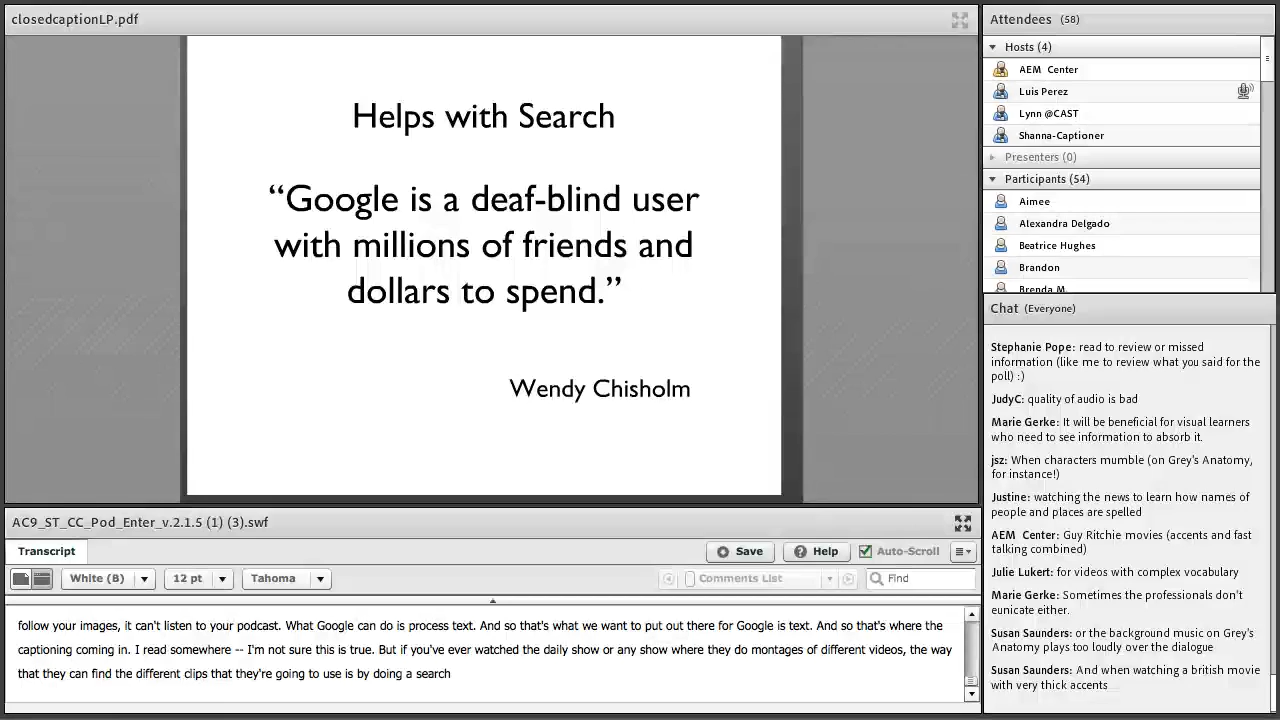 closedcaptionLP.pdf
Helps with Search
“Google is a deaf-blind user
with millions of friends and
dollars to spend.”
Wendy Chisholm
AC9_ST_CC_Pod_Enter_v.2.1.5 (1) (3).swf
Transcript
Save
Help
Auto-Scroll
White (B)
12 pt
Tahoma
Comments List
Find
follow your images, it can't listen to your podcast. What Google can do is process text. And so that's what we want to put out there for Google is text. And so that's where the
captioning coming in. I read somewhere -- I'm not sure this is true. But if you've ever watched the daily show or any show where they do montages of different videos, the way
that they can find the different clips that they're going to use is by doing a search
Attendees (58)
Hosts (4)
AEM Center
Luis Perez
Lynn @CAST
Shanna-Captioner
Presenters (0)
Participants (54)
Aimee
Alexandra Delgado
Beatrice Hughes
Brandon
Brenda M.
Chat (Everyone)
Stephanie Pope: read to review or missed
information (like me to review what you said for the
poll) :)
JudyC: quality of audio is bad
Marie Gerke: It will be beneficial for visual learners
who need to see information to absorb it.
jsz: When characters mumble (on Grey's Anatomy,
for instance!)
Justine: watching the news to learn how names of
people and places are spelled
AEM Center: Guy Ritchie movies (accents and fast
talking combined)
Julie Lukert: for videos with complex vocabulary
Marie Gerke: Sometimes the professionals don't
eunicate either.
Susan Saunders: or the background music on Grey's
Anatomy plays too loudly over the dialogue
Susan Saunders: And when watching a british movie
with very thick accents